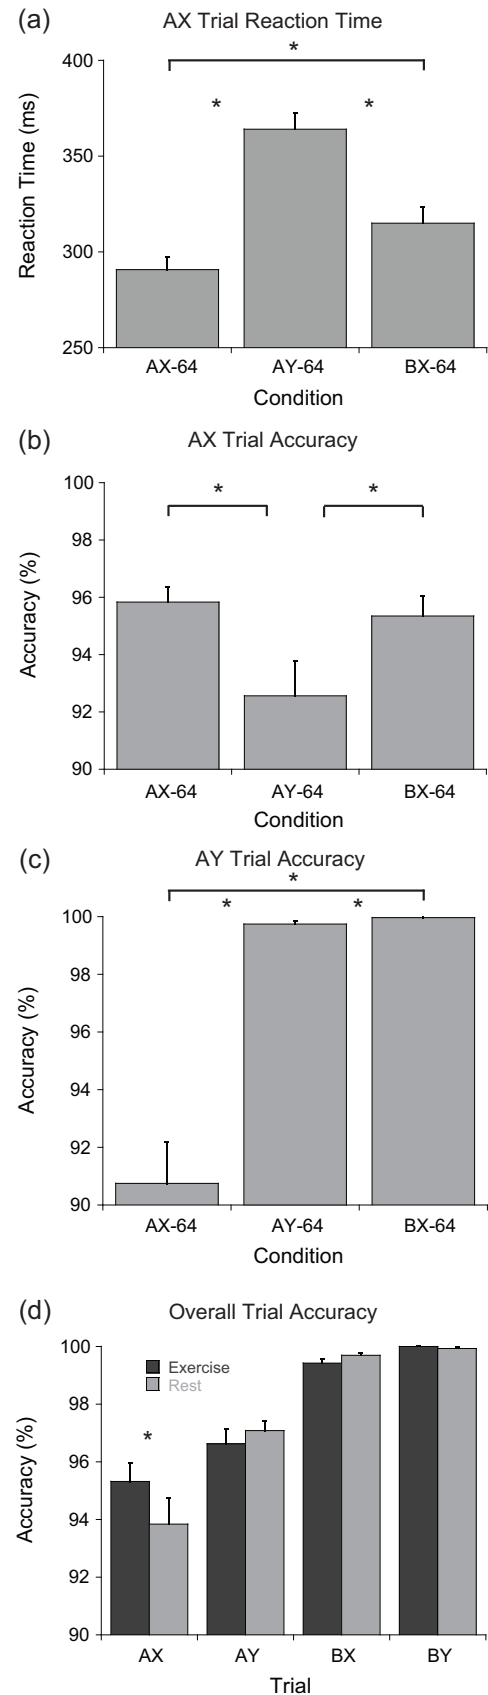 (a)
AX Trial Reaction Time
Reaction Time (ms)
400
350
300
250
*
*
*
AX-64
AY-64
BX-64
Condition
(b)
AX Trial Accuracy
Accuracy (%)
100
98
96
94
92
90
*
*
AX-64
AY-64
BX-64
Condition
(c)
AY Trial Accuracy
Accuracy (%)
100
98
96
94
92
90
*
*
*
AX-64
AY-64
BX-64
Condition
(d)
Overall Trial Accuracy
Accuracy (%)
100
98
96
94
92
90
Exercise
Rest
*
AX
AY
BX
BY
Trial